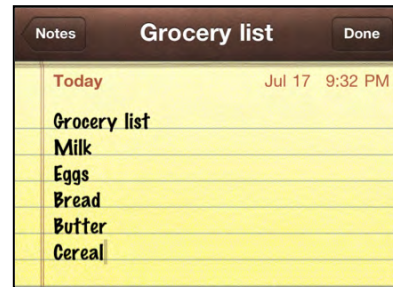 Notes Grocery list Done
Today Jul 17 9:32 PM
Grocery list
Milk
Eggs
Bread
Butter
Cereal